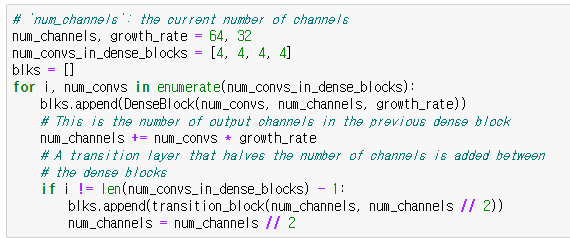 # `num_channels`: the current number of channels
num_channels, growth_rate = 64, 32
num_convs_in_dense_blocks = [4, 4, 4, 4]
blks = []
for i, num_convs in enumerate(num_convs_in_dense_blocks):
    blks.append(DenseBlock(num_convs, num_channels, growth_rate))
    # This is the number of output channels in the previous dense block
    num_channels += num_convs * growth_rate
    # A transition layer that halves the number of channels is added between
    # the dense blocks
    if i != len(num_convs_in_dense_blocks) - 1:
        blks.append(transition_block(num_channels, num_channels // 2))
        num_channels = num_channels // 2